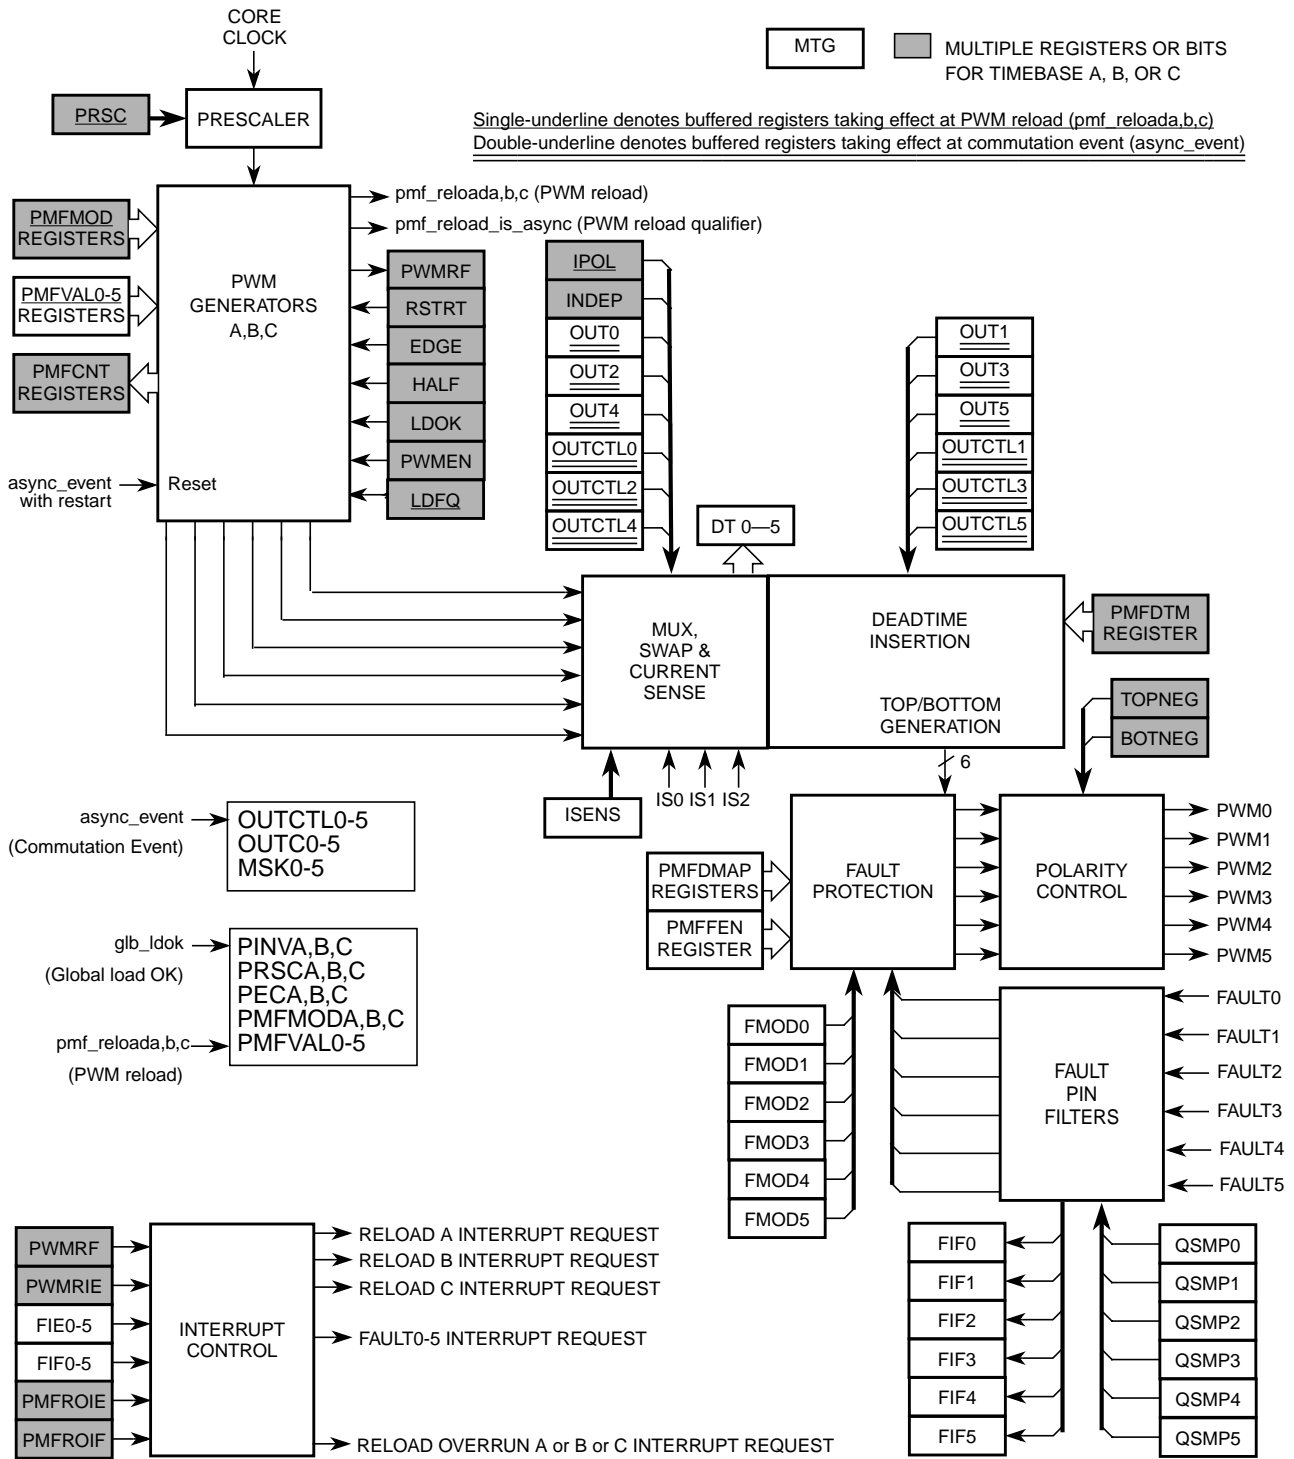 CORE
CLOCK
MTG
MULTIPLE REGISTERS OR BITS
FOR TIMEBASE A, B, OR C
PRSC
PRESCALER
Single-underline denotes buffered registers taking effect at PWM reload (pmf_reloada,b,c)
Double-underline denotes buffered registers taking effect at commutation event (async_event)
PMFMOD
REGISTERS
PMFVAL0-5
REGISTERS
PMFCNT
REGISTERS
async_event
with restart
Reset
PWM
GENERATORS
A,B,C
pmf_reloada,b,c (PWM reload)
pmf_reload_is_async (PWM reload qualifier)
PWMRF
RSTRT
EDGE
HALF
LDOK
PWMEN
LDFQ
IPOL
INDEP
OUT0
OUT2
OUT4
OUTCTL0
OUTCTL2
OUTCTL4
DT 0—5
OUT1
OUT3
OUT5
OUTCTL1
OUTCTL3
OUTCTL5
MUX,
SWAP &
CURRENT
SENSE
DEADTIME
INSERTION
TOP/BOTTOM
GENERATION
PMFDTM
REGISTER
TOPNEG
BOTNEG
6
ISENS
IS0 IS1 IS2
async_event
(Commutation Event)
OUTCTL0-5
OUTC0-5
MSK0-5
glb_ldok
(Global load OK)
pmf_reloada,b,c
(PWM reload)
PINVA,B,C
PRSCA,B,C
PECA,B,C
PMFMODA,B,C
PMFVAL0-5
PMFDMAP
REGISTERS
PMFFEN
REGISTER
FAULT
PROTECTION
POLARITY
CONTROL
PWM0
PWM1
PWM2
PWM3
PWM4
PWM5
FMOD0
FMOD1
FMOD2
FMOD3
FMOD4
FMOD5
FAULT
PIN
FILTERS
FAULT0
FAULT1
FAULT2
FAULT3
FAULT4
FAULT5
FIF0
FIF1
FIF2
FIF3
FIF4
FIF5
QSMP0
QSMP1
QSMP2
QSMP3
QSMP4
QSMP5
PWMRF
PWMRIE
FIE0-5
FIF0-5
PMFROIE
PMFROIF
INTERRUPT
CONTROL
RELOAD A INTERRUPT REQUEST
RELOAD B INTERRUPT REQUEST
RELOAD C INTERRUPT REQUEST
FAULT0-5 INTERRUPT REQUEST
RELOAD OVERRUN A or B or C INTERRUPT REQUEST